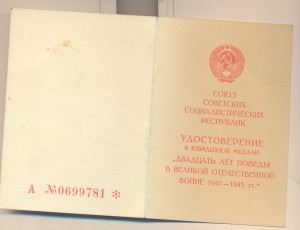 А №0699781 *
СОЮЗ
СОВЕТСКИХ
СОЦИАЛИСТИЧЕСКИХ
РЕСПУБЛИК
УДОСТОВЕРЕНИЕ
К ЮБИЛЕЙНОЙ МЕДАЛИ
„ДВАДЦАТЬ ЛЕТ ПОБЕДЫ
В ВЕЛИКОЙ ОТЕЧЕСТВЕННОЙ
ВОЙНЕ 1941—1945 гг."